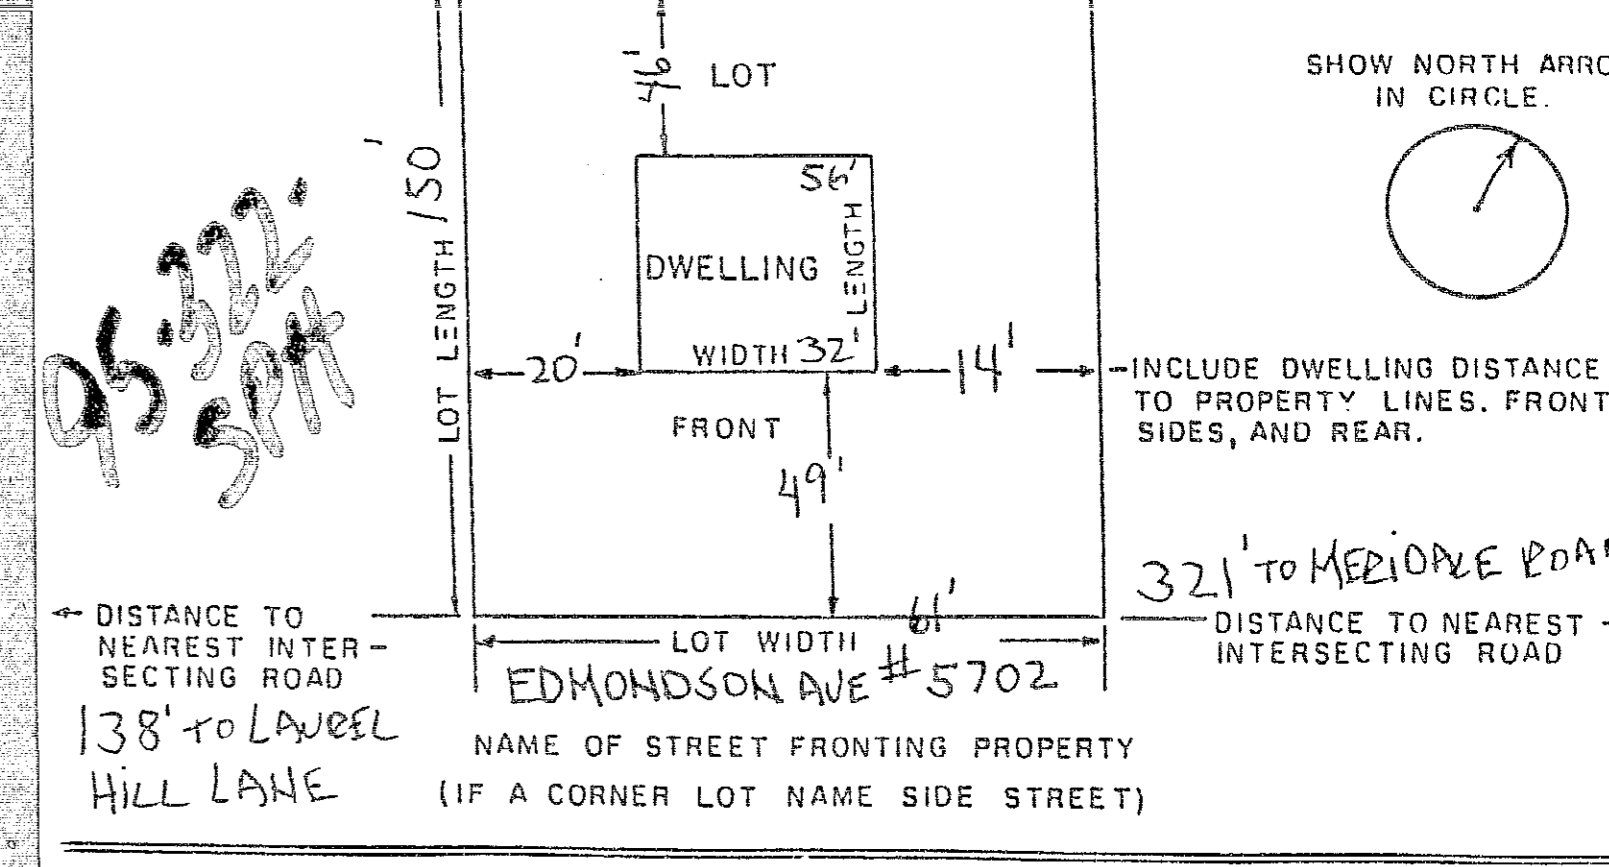 46'
LOT
SHOW NORTH ARRO
IN CIRCLE.
LOT LENGTH 150'
56'
DWELLING
LENGTH
WIDTH 32'
95-322-
SPH
20'
14'
INCLUDE DWELLING DISTANCE
TO PROPERTY LINES. FRONT
SIDES, AND REAR.
FRONT
49'
321' TO MERiDALE ROA
DISTANCE TO NEAREST
INTERSECTING ROAD
DISTANCE TO
NEAREST INTER-
SECTING ROAD
138' TO LAUREL
HiLL LANE
LOT WIDTH 61'
EDMONDSON AVE #5702
NAME OF STREET FRONTING PROPERTY
(IF A CORNER LOT NAME SIDE STREET)